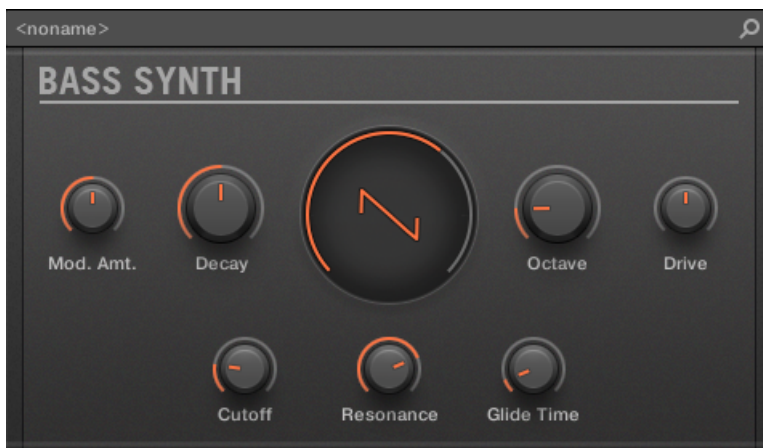 <noname>
BASS SYNTH
Mod. Amt.
Decay
Octave
Drive
Cutoff
Resonance
Glide Time